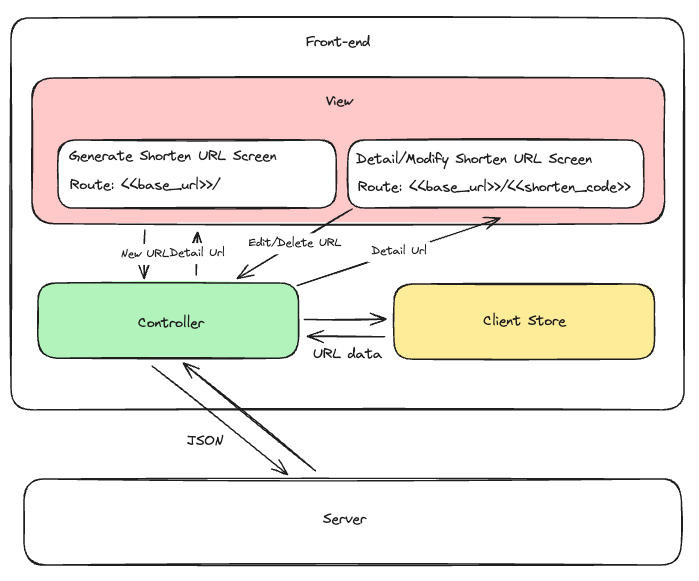 Front-end
View
Generate Shorten URL Screen
Route: <<base_url>>/
Detail/Modify Shorten URL Screen
Route: <<base_url>>/<<shorten_code>>
New URL
Detail Url
Edit/Delete URL
Detail Url
Controller
Client Store
URL data
JSON
Server